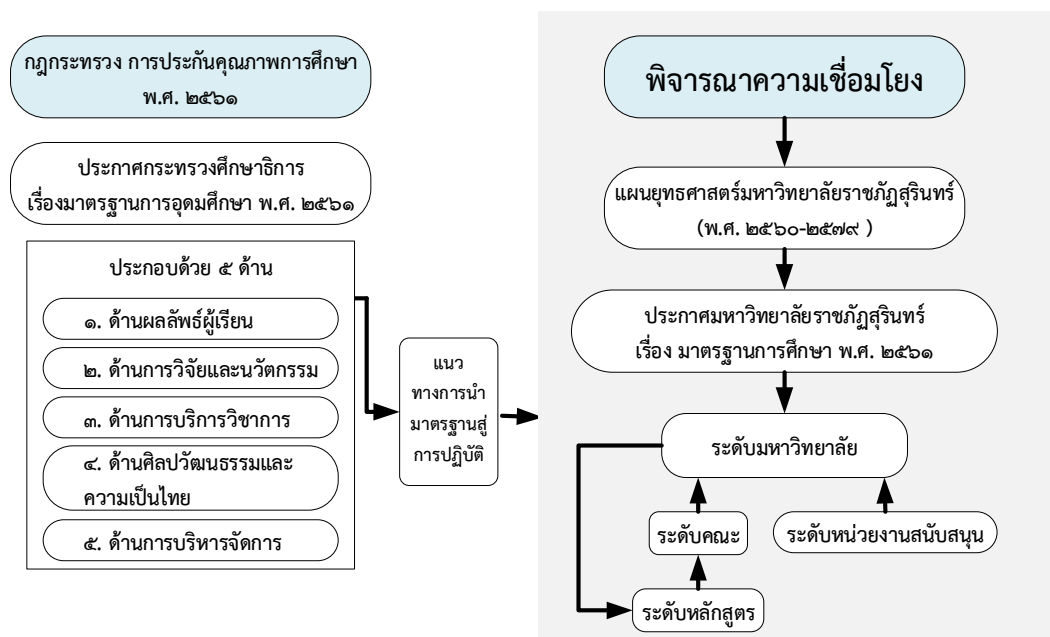 กฎกระทรวง การประกันคุณภาพการศึกษา
พ.ศ. ๒๕๖๑
ประกาศกระทรวงศึกษาธิการ
เรื่องมาตรฐานการอุดมศึกษา พ.ศ. ๒๕๖๑
ประกอบด้วย ๕ ด้าน
๑. ด้านผลลัพธ์ผู้เรียน
๒. ด้านการวิจัยและนวัตกรรม
๓. ด้านการบริการวิชาการ
๔. ด้านศิลปวัฒนธรรมและ
ความเป็นไทย
๕. ด้านการบริหารจัดการ
แนว
ทางการนำ
มาตรฐานสู่
การปฏิบัติ
พิจารณาความเชื่อมโยง
แผนยุทธศาสตร์มหาวิทยาลัยราชภัฏสุรินทร์
(พ.ศ. ๒๕๖๐-๒๕๗๙ )
ประกาศมหาวิทยาลัยราชภัฏสุรินทร์
เรื่อง มาตรฐานการศึกษา พ.ศ. ๒๕๖๑
ระดับมหาวิทยาลัย
ระดับคณะ
ระดับหน่วยงานสนับสนุน
ระดับหลักสูตร